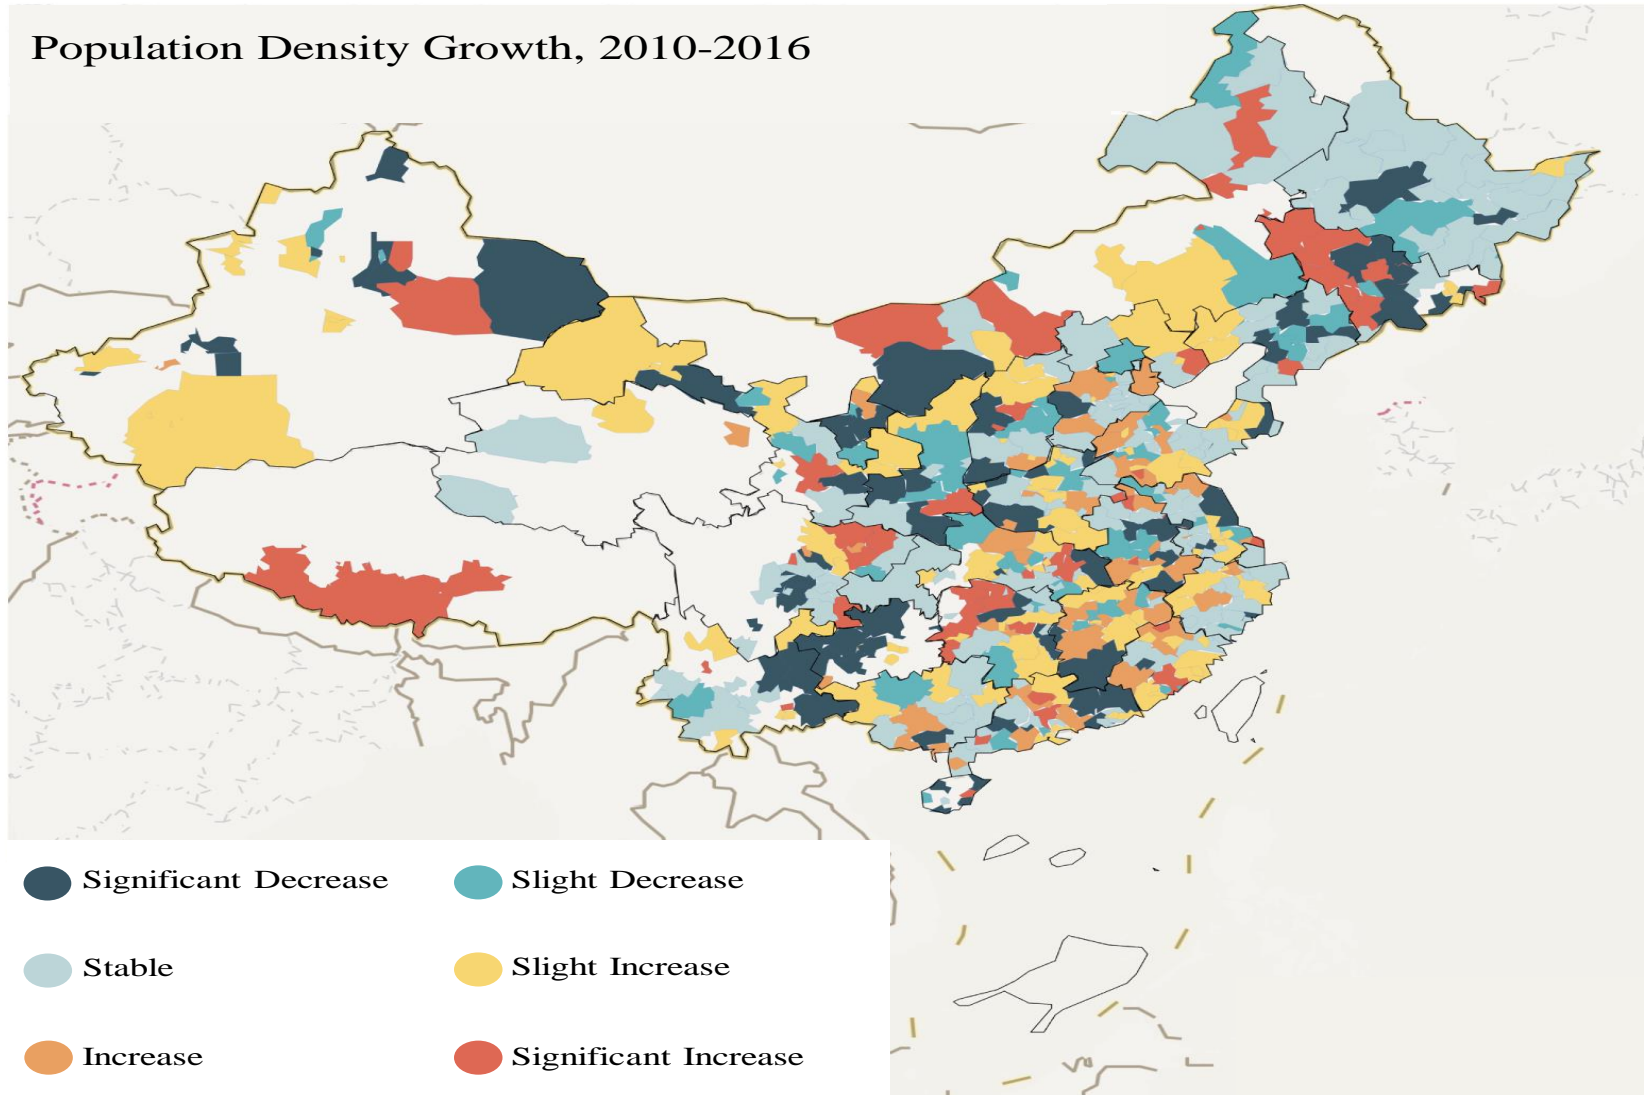 Population Density Growth, 2010-2016
Significant Decrease
Slight Decrease
Stable
Slight Increase
Increase
Significant Increase